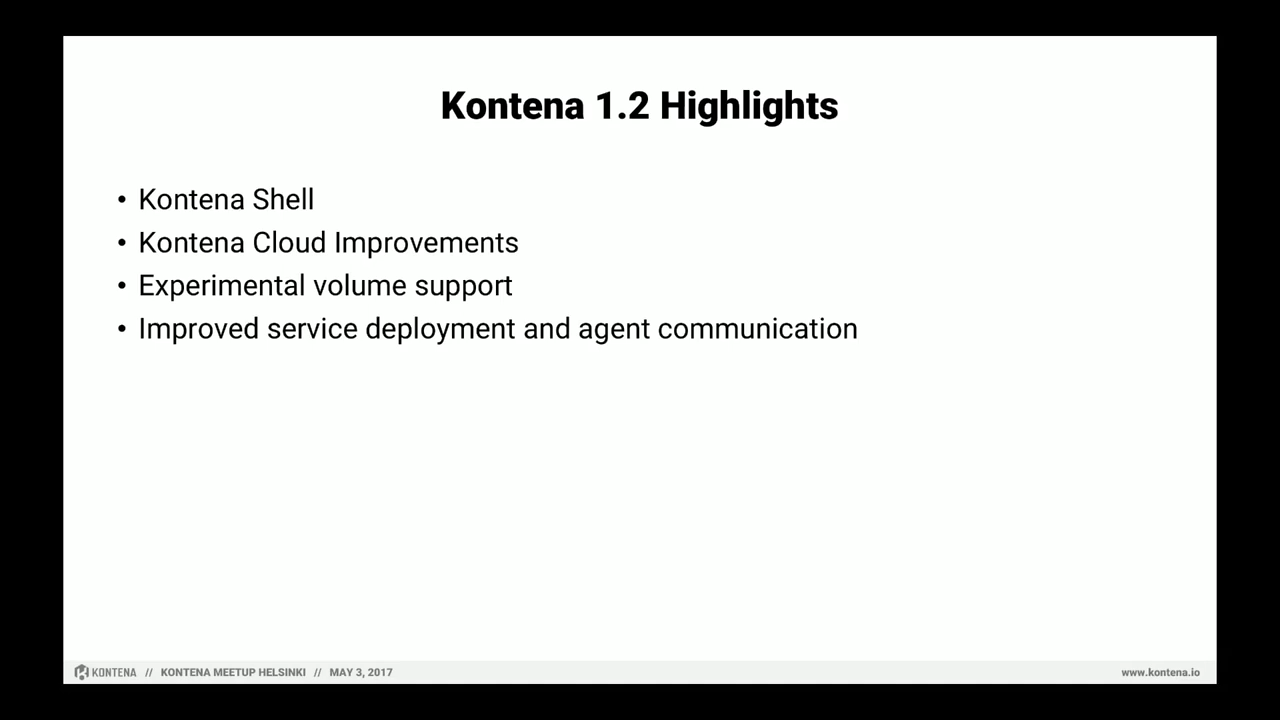 Kontena 1.2 Highlights
• Kontena Shell
• Kontena Cloud Improvements
• Experimental volume support
• Improved service deployment and agent communication
KONTENA // KONTENA MEETUP HELSINKI // MAY 3, 2017
www.kontena.io